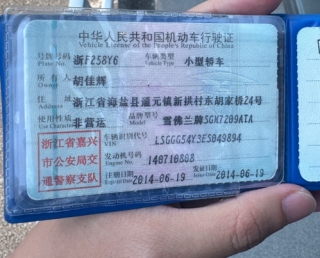 中华人民共和国机动车行驶证
Vehicle License of the People's Republic of China
号牌号码 浙F258Y6 车辆类型 小型轿车
Plate No. Vehicle Type
所有人 胡佳辉
Owner
住址 浙江省海盐县通元镇新拱村东胡家桥24号
Address
使用性质 非营运 品牌型号 雪佛兰牌SGM7209ATA
Use Character Model
浙江省嘉兴市公安局交通警察支队
车辆识别代号 LSGGG54Y3ES049894
VIN
发动机号码 140710808
Engine No.
注册日期 2014-06-19 发证日期 2014-06-19
Register Date Issue Date